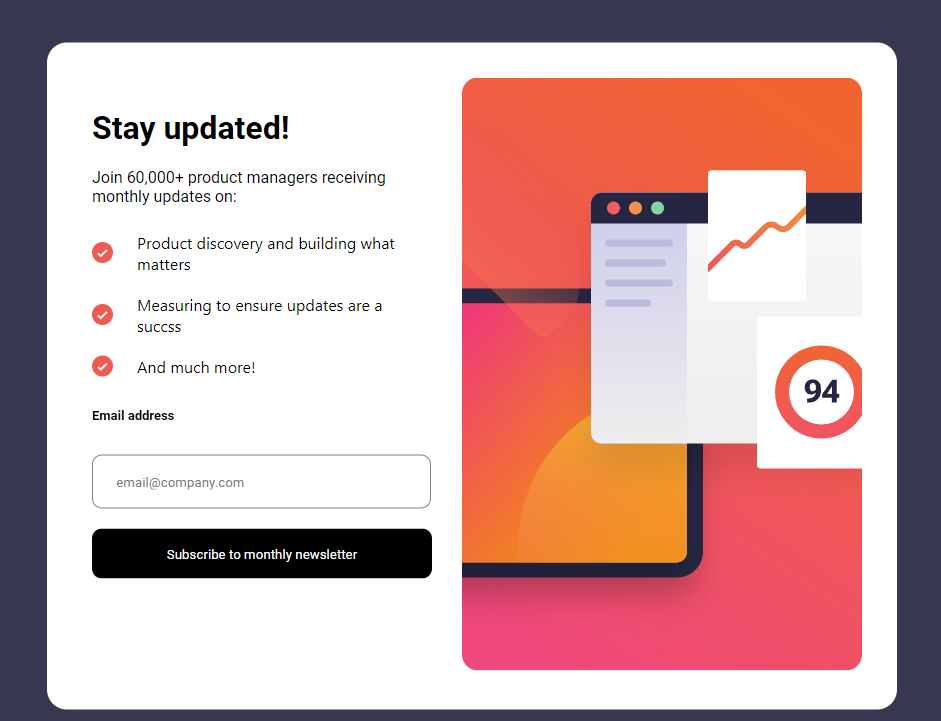 Stay updated!
Join 60,000+ product managers receiving
monthly updates on:
Product discovery and building what
matters
Measuring to ensure updates are a
succss
And much more!
Email address
email@company.com
Subscribe to monthly newsletter
94